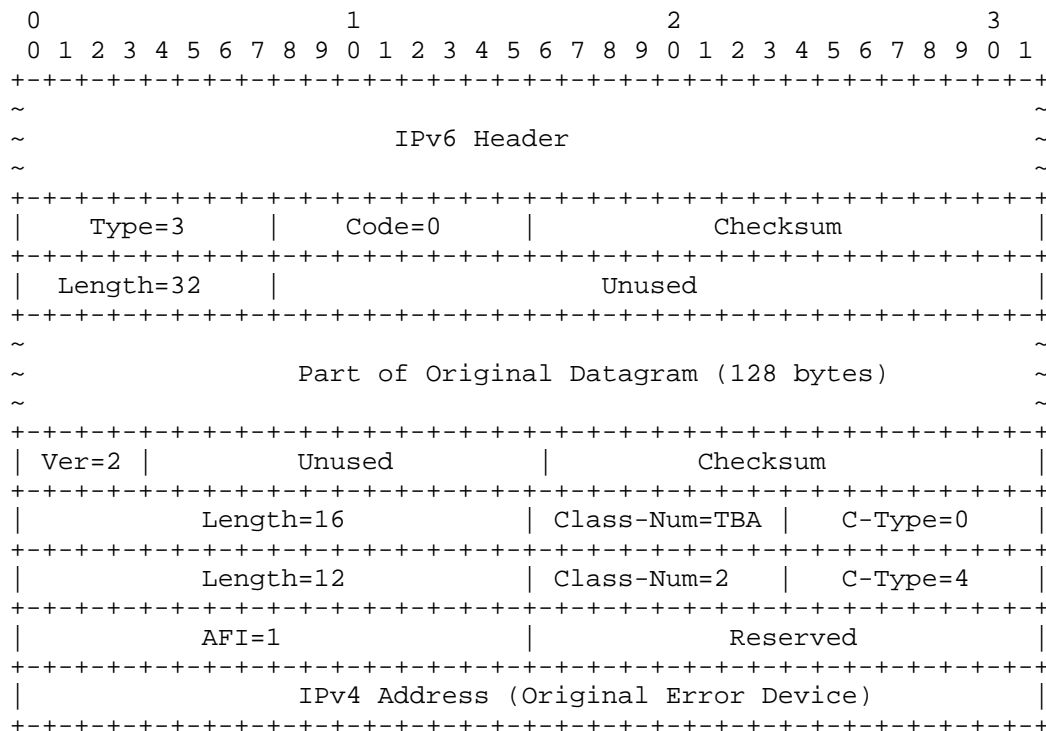 0                   1                   2                   3
 0 1 2 3 4 5 6 7 8 9 0 1 2 3 4 5 6 7 8 9 0 1 2 3 4 5 6 7 8 9 0 1
+-+-+-+-+-+-+-+-+-+-+-+-+-+-+-+-+-+-+-+-+-+-+-+-+-+-+-+-+-+-+-+-+
~                                                               ~
~                       IPv6 Header                             ~
~                                                               ~
+-+-+-+-+-+-+-+-+-+-+-+-+-+-+-+-+-+-+-+-+-+-+-+-+-+-+-+-+-+-+-+-+
|    Type=3     |    Code=0     |           Checksum            |
+-+-+-+-+-+-+-+-+-+-+-+-+-+-+-+-+-+-+-+-+-+-+-+-+-+-+-+-+-+-+-+-+
|  Length=32    |                    Unused                     |
+-+-+-+-+-+-+-+-+-+-+-+-+-+-+-+-+-+-+-+-+-+-+-+-+-+-+-+-+-+-+-+-+
~                                                               ~
~                 Part of Original Datagram (128 bytes)         ~
~                                                               ~
+-+-+-+-+-+-+-+-+-+-+-+-+-+-+-+-+-+-+-+-+-+-+-+-+-+-+-+-+-+-+-+-+
| Ver=2 |         Unused         |         Checksum             |
+-+-+-+-+-+-+-+-+-+-+-+-+-+-+-+-+-+-+-+-+-+-+-+-+-+-+-+-+-+-+-+-+
|           Length=16           | Class-Num=TBA |   C-Type=0    |
+-+-+-+-+-+-+-+-+-+-+-+-+-+-+-+-+-+-+-+-+-+-+-+-+-+-+-+-+-+-+-+-+
|           Length=12           | Class-Num=2   |   C-Type=4    |
+-+-+-+-+-+-+-+-+-+-+-+-+-+-+-+-+-+-+-+-+-+-+-+-+-+-+-+-+-+-+-+-+
|           AFI=1               |            Reserved           |
+-+-+-+-+-+-+-+-+-+-+-+-+-+-+-+-+-+-+-+-+-+-+-+-+-+-+-+-+-+-+-+-+
|                 IPv4 Address (Original Error Device)          |
+-+-+-+-+-+-+-+-+-+-+-+-+-+-+-+-+-+-+-+-+-+-+-+-+-+-+-+-+-+-+-+-+